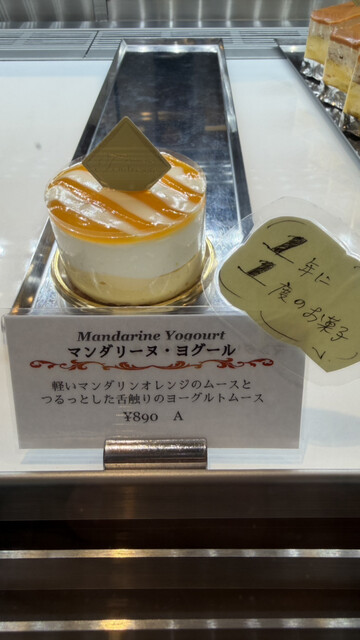 Mandarine Yogourt
マンダリーヌ・ヨグール
軽いマンダリンオレンジのムースと
つるっとした舌触りのヨーグルトムース
¥890 A
1年に
1度のお菓子